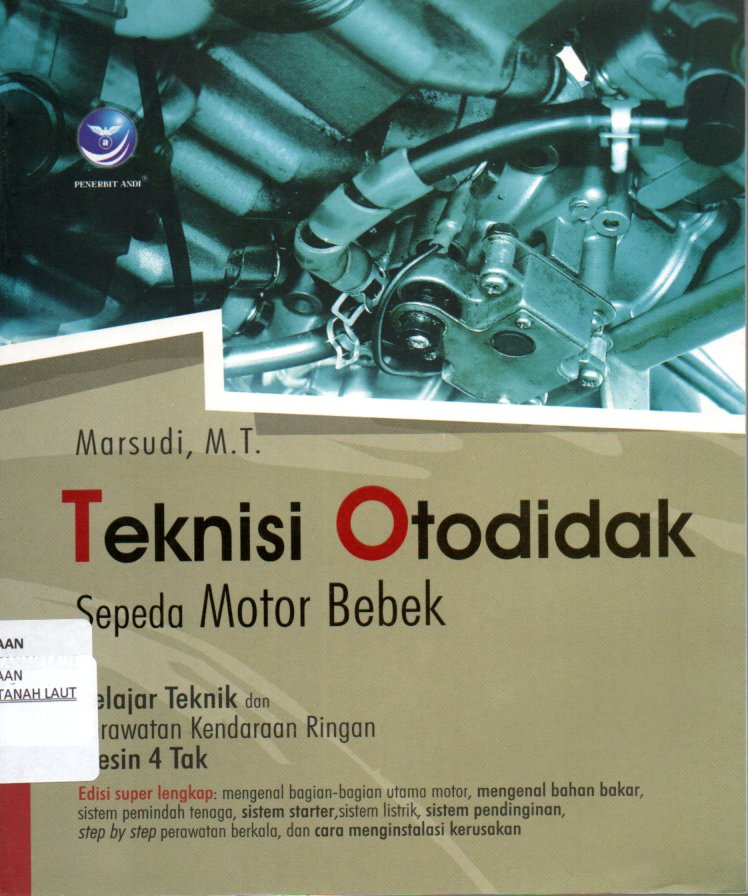 a
PENERBIT ANDI®
Marsudi, M.T.
Teknisi Otodidak
Sepeda Motor Bebek
AAN
TANAH LAUT
AAN
TANAH LAUT
elajar Teknik dan
rawatan Kendaraan Ringan
esin 4 Tak
Edisi super lengkap: mengenal bagian-bagian utama motor, mengenal bahan bakar,
sistem pemindah tenaga, sistem starter,sistem listrik, sistem pendinginan,
step by step perawatan berkala, dan cara menginstalasi kerusakan